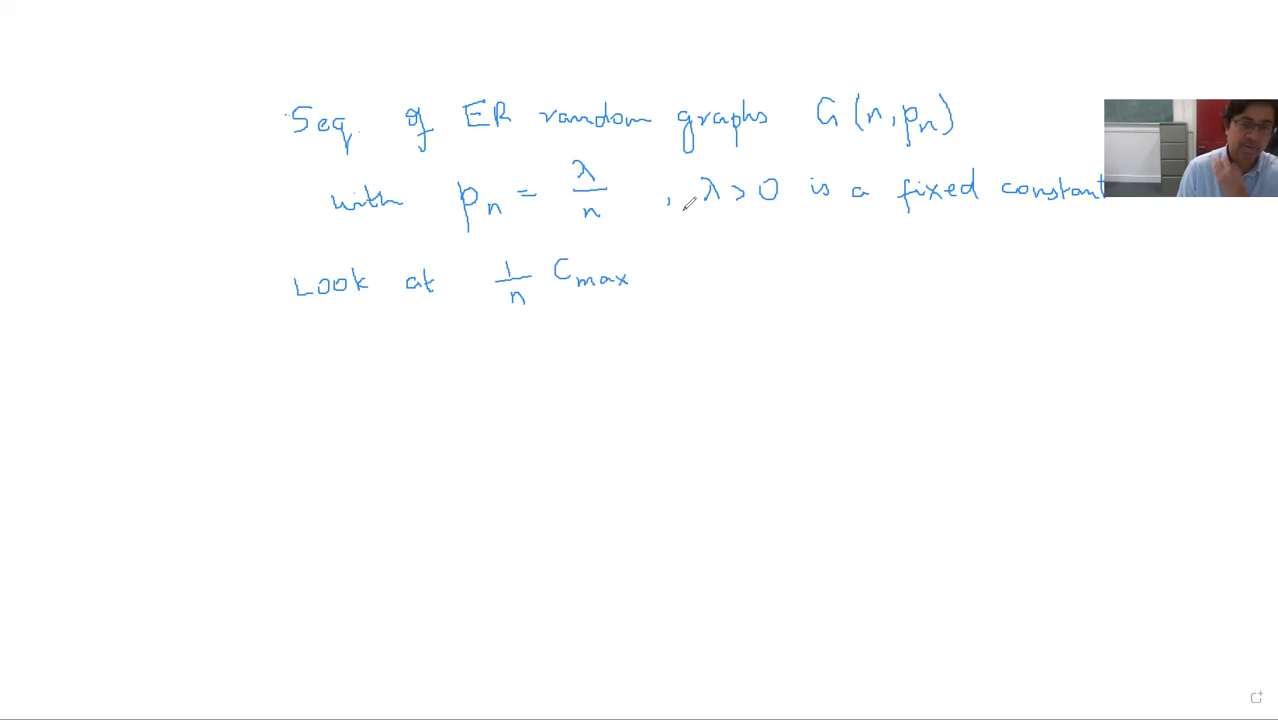 Seq. of ER random graphs G(n, pₙ)
with pₙ = λ/n , λ > 0 is a fixed constant
Look at 1/n Cmax